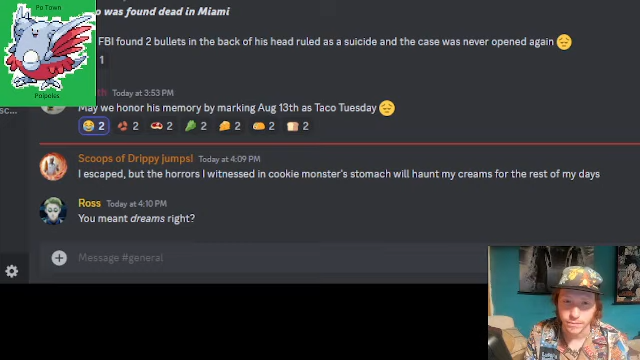 Po Town
o was found dead in Miami
FBI found 2 bullets in the back of his head ruled as a suicide and the case was never opened again
1
th Today at 3:53 PM
May we honor his memory by marking Aug 13th as Taco Tuesday
2 2 2 2 2 2 2
sc...
Scoops of Drippy jumps! Today at 4:09 PM
I escaped, but the horrors I witnessed in cookie monster's stomach will haunt my creams for the rest of my days
Ross Today at 4:10 PM
You meant dreams right?
Message #general